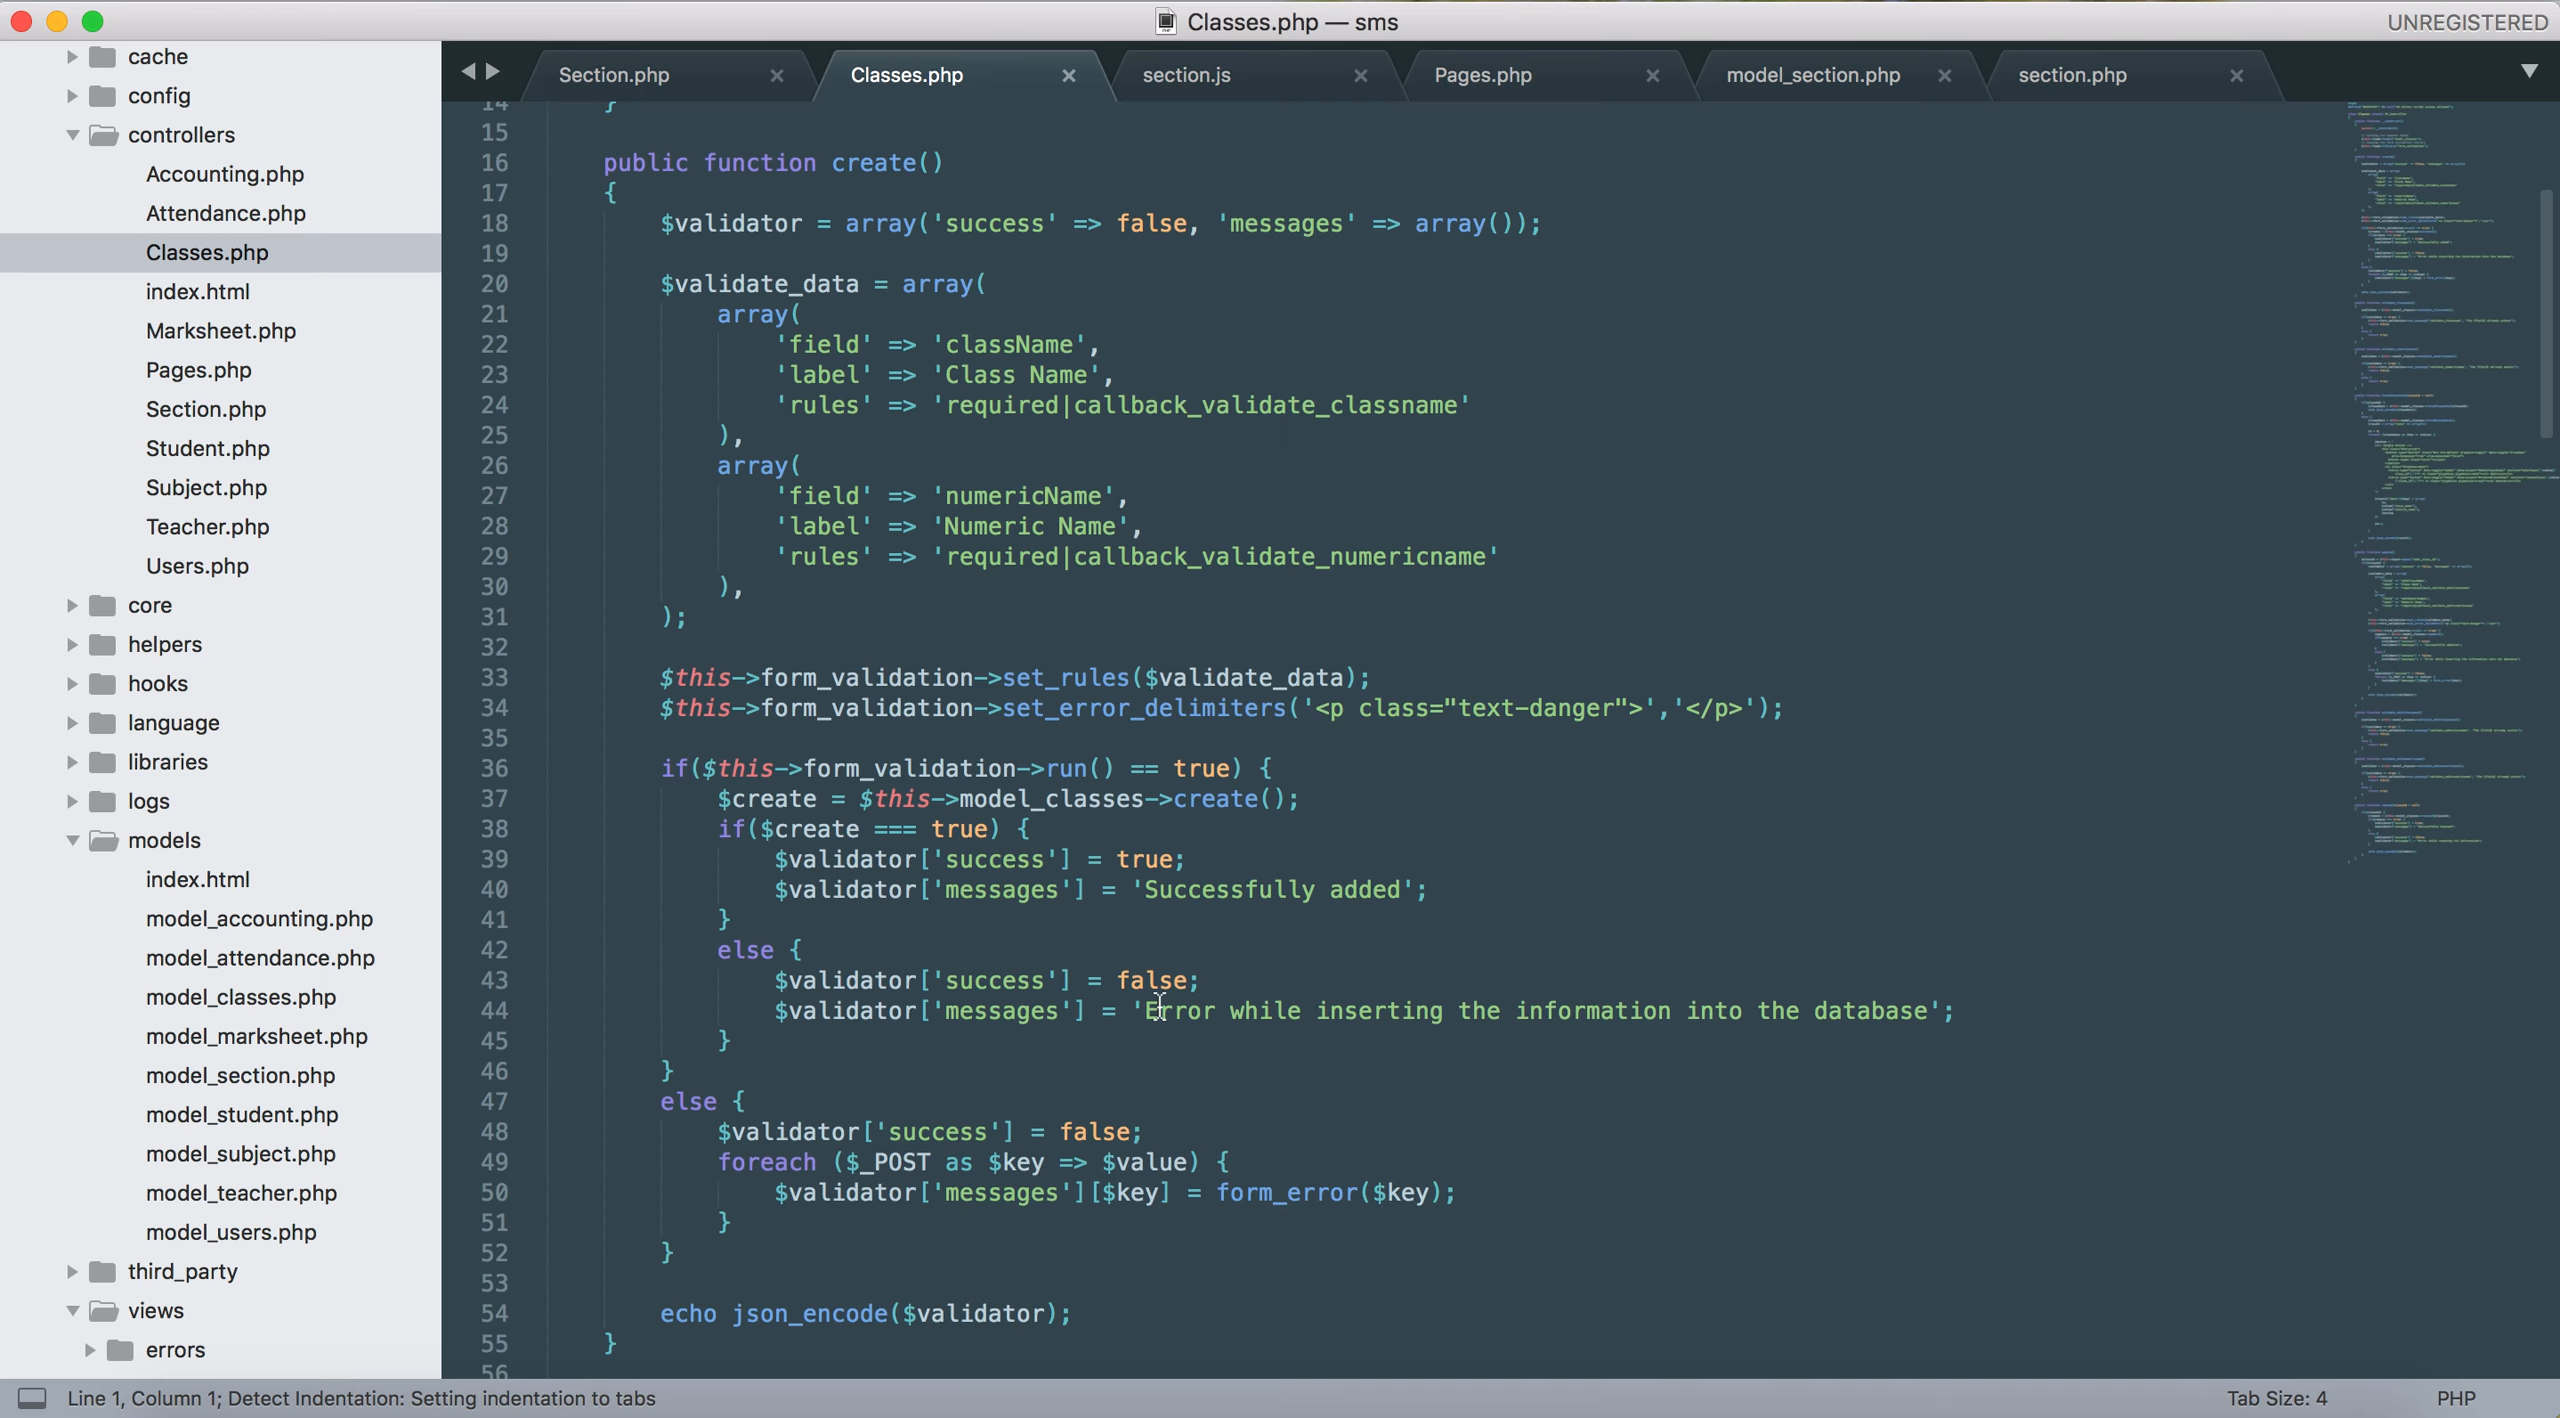 Classes.php — sms
UNREGISTERED
cache
config
controllers
Accounting.php
Attendance.php
Classes.php
index.html
Marksheet.php
Pages.php
Section.php
Student.php
Subject.php
Teacher.php
Users.php
core
helpers
hooks
language
libraries
logs
models
index.html
model_accounting.php
model_attendance.php
model_classes.php
model_marksheet.php
model_section.php
model_student.php
model_subject.php
model_teacher.php
model_users.php
third_party
views
errors
Section.php
Classes.php
section.js
Pages.php
model_section.php
section.php
14 }
15
16 public function create()
17 {
18 $validator = array('success' => false, 'messages' => array());
19
20 $validate_data = array(
21 array(
22 'field' => 'className',
23 'label' => 'Class Name',
24 'rules' => 'required|callback_validate_classname'
25 ),
26 array(
27 'field' => 'numericName',
28 'label' => 'Numeric Name',
29 'rules' => 'required|callback_validate_numericname'
30 ),
31 );
32
33 $this->form_validation->set_rules($validate_data);
34 $this->form_validation->set_error_delimiters('<p class="text-danger">','</p>');
35
36 if($this->form_validation->run() == true) {
37 $create = $this->model_classes->create();
38 if($create === true) {
39 $validator['success'] = true;
40 $validator['messages'] = 'Successfully added';
41 }
42 else {
43 $validator['success'] = false;
44 $validator['messages'] = 'Error while inserting the information into the database';
45 }
46 }
47 else {
48 $validator['success'] = false;
49 foreach ($_POST as $key => $value) {
50 $validator['messages'][$key] = form_error($key);
51 }
52 }
53
54 echo json_encode($validator);
55 }
56
Line 1, Column 1; Detect Indentation: Setting indentation to tabs
Tab Size: 4
PHP